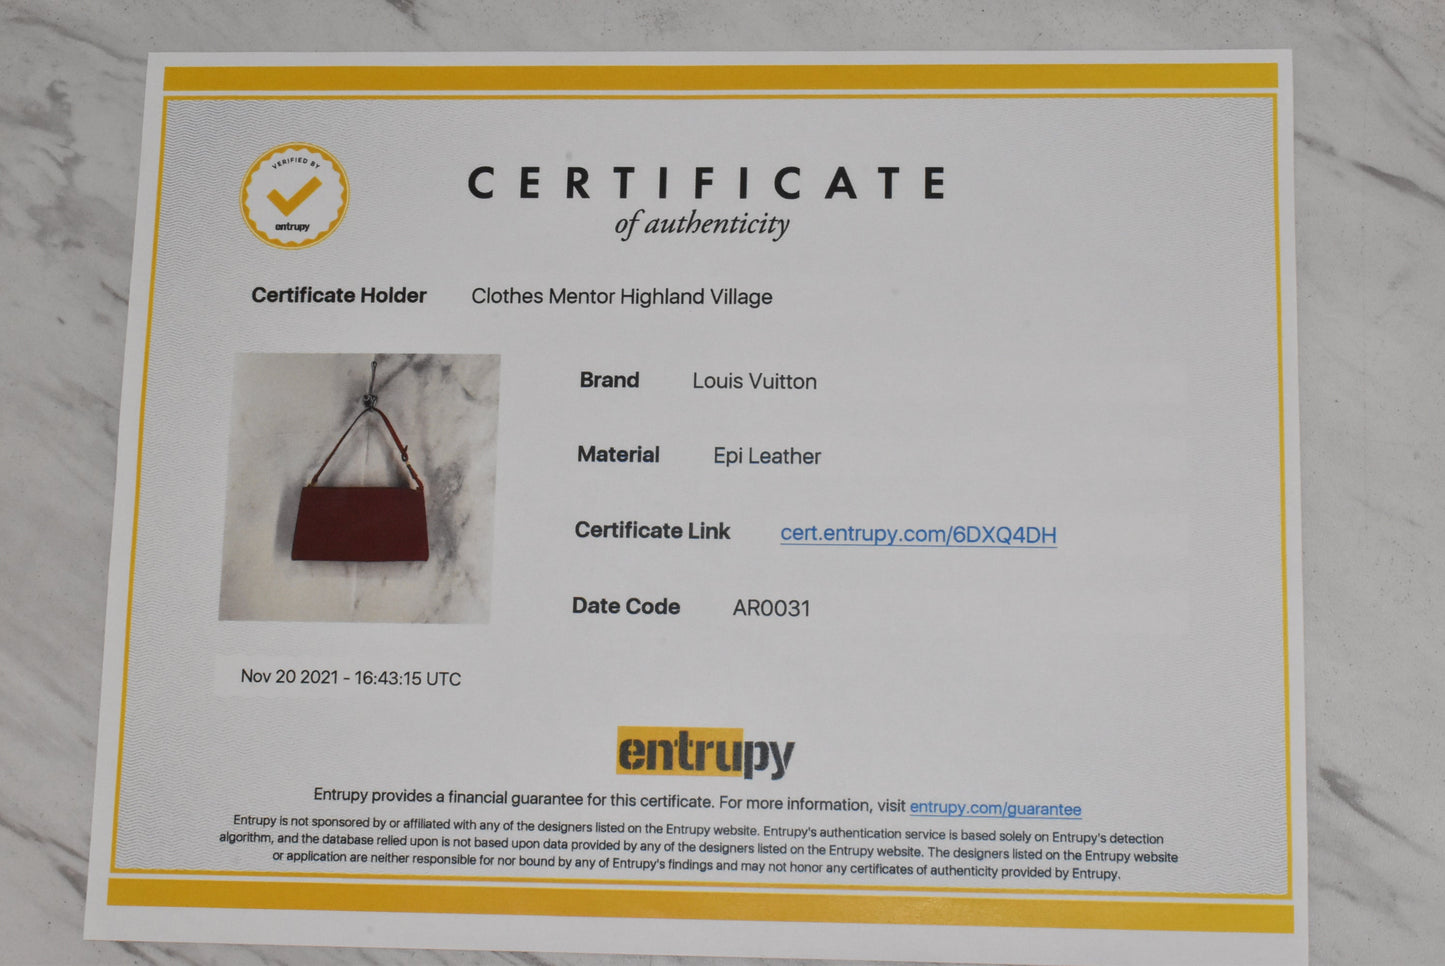 VERIFIED BY
entrupy
CERTIFICATE
of authenticity
Certificate Holder Clothes Mentor Highland Village
Brand Louis Vuitton
Material Epi Leather
Certificate Link cert.entrupy.com/6DXQ4DH
Date Code AR0031
Nov 20 2021 - 16:43:15 UTC
entrupy
Entrupy provides a financial guarantee for this certificate. For more information, visit entrupy.com/guarantee
Entrupy is not sponsored by or affiliated with any of the designers listed on the Entrupy website. Entrupy's authentication service is based solely on Entrupy's detection
algorithm, and the database relied upon is not based upon data provided by any of the designers listed on the Entrupy website. The designers listed on the Entrupy website
or application are neither responsible for nor bound by any of Entrupy's findings and may not honor any certificates of authenticity provided by Entrupy.